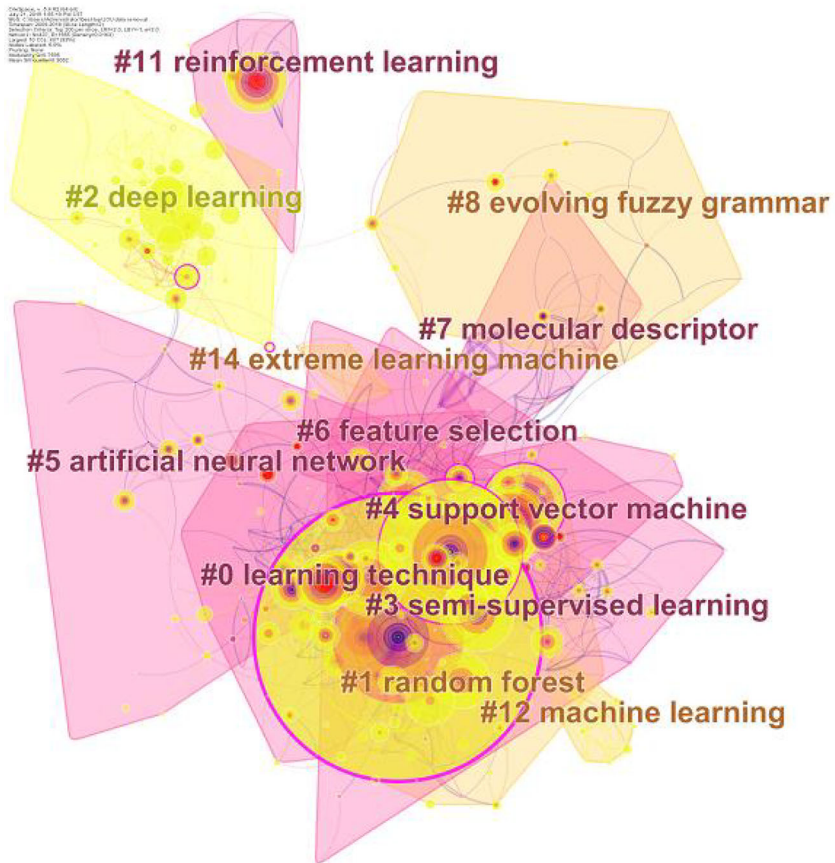 #11 reinforcement learning
#2 deep learning
#8 evolving fuzzy grammar
#7 molecular descriptor
#14 extreme learning machine
#6 feature selection
#5 artificial neural network
#4 support vector machine
#0 learning technique
#3 semi-supervised learning
#1 random forest
#12 machine learning